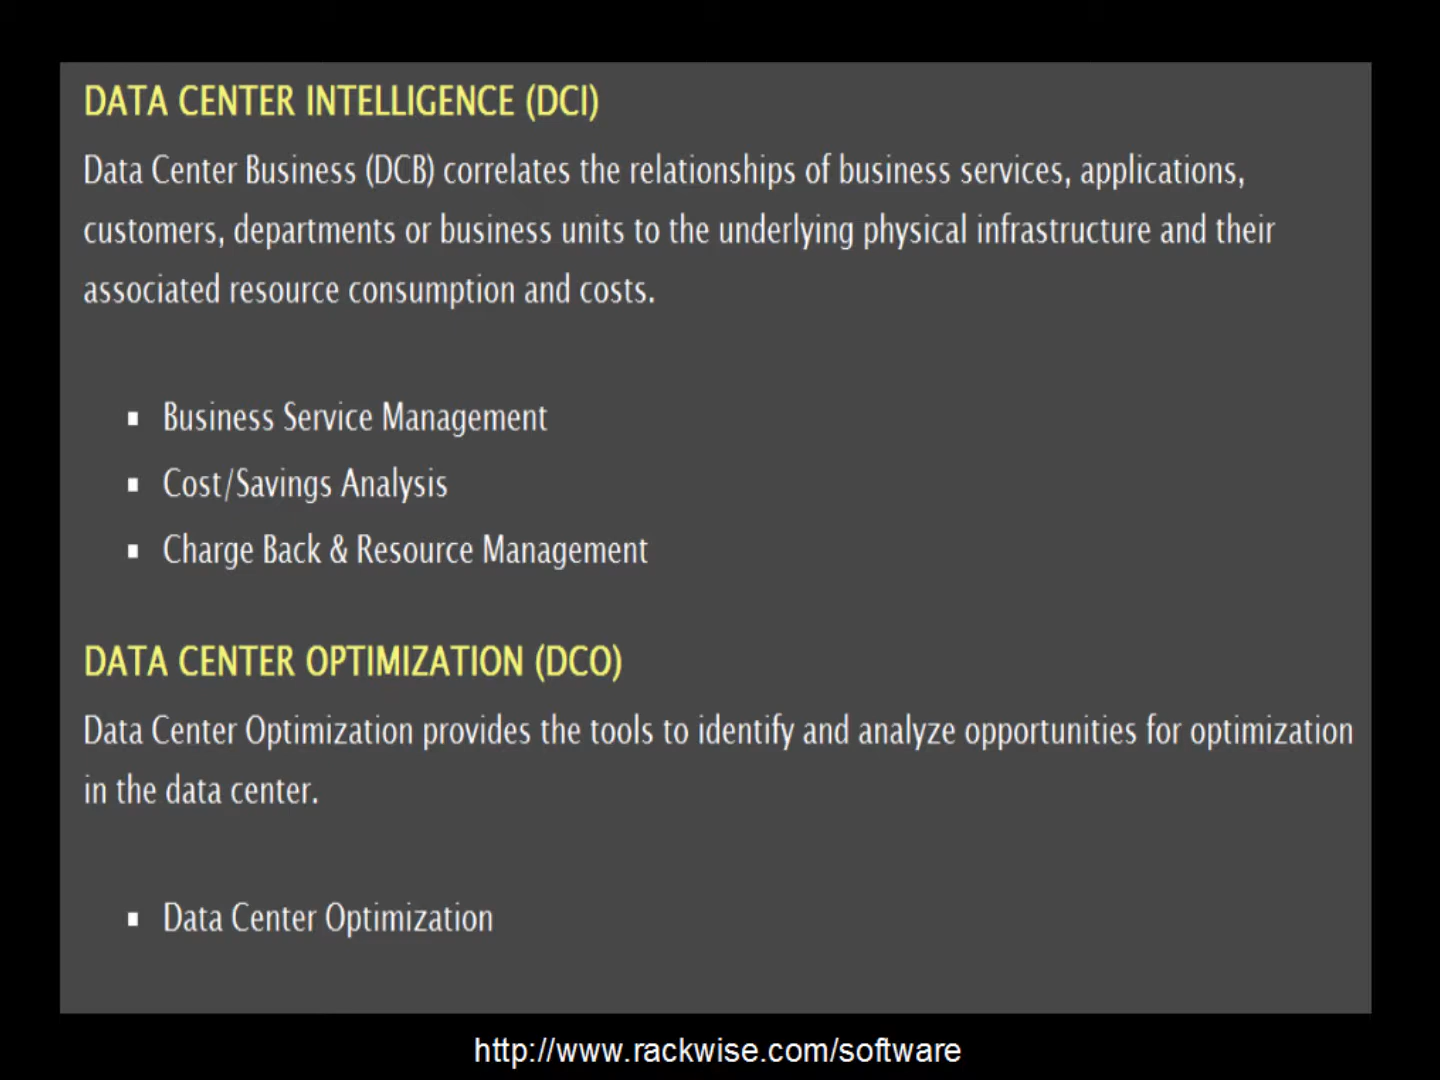 DATA CENTER INTELLIGENCE (DCI)
Data Center Business (DCB) correlates the relationships of business services, applications,
customers, departments or business units to the underlying physical infrastructure and their
associated resource consumption and costs.
▪ Business Service Management
▪ Cost/Savings Analysis
▪ Charge Back & Resource Management
DATA CENTER OPTIMIZATION (DCO)
Data Center Optimization provides the tools to identify and analyze opportunities for optimization
in the data center.
▪ Data Center Optimization
http://www.rackwise.com/software